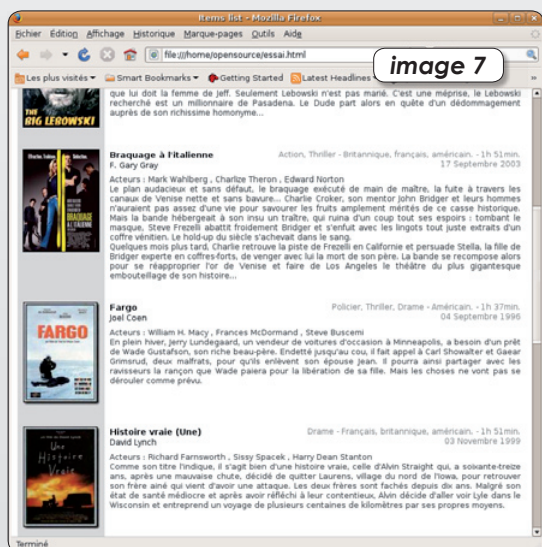 Items list - Mozilla Firefox
Fichier Édition Affichage Historique Marque-pages Outils Aide
file:///home/opensource/essai.html
image 7
Les plus visités Smart Bookmarks Getting Started Latest Headlines
THE
BIG LEBOWSKI
que lui doit la femme de Jeff. Seulement Lebowski n'est pas marié. C'est une méprise, le Lebowski
recherché est un millionnaire de Pasadena. Le Dude part alors en quête d'un dédommagement
auprès de son richissime homonyme...
Braquage à l'italienne
Action, Thriller - Britannique, français, américain. - 1h 51min.
F. Gary Gray
17 Septembre 2003
Acteurs : Mark Wahlberg , Charlize Theron , Edward Norton
Le plan audacieux et sans défaut, le braquage exécuté de main de maître, la fuite à travers les
canaux de Venise nette et sans bavure... Charlie Croker, son mentor John Bridger et leurs hommes
n'auraient pas assez d'une vie pour savourer les fruits amplement mérités de ce casse historique.
Mais la bande hébergeait à son insu un traître, qui ruina d'un coup tout ses espoirs : tombant le
masque, Steve Frezelli abattit froidement Bridger et s'enfuit avec les lingots tout juste extraits d'un
coffre vénitien. Le hold-up du siècle s'achevait dans le sang.
Quelques mois plus tard, Charlie retrouve la piste de Frezelli en Californie et persuade Stella, la fille de
Bridger experte en coffres-forts, de venger avec lui la mort de son père. La bande se recompose alors
pour se réapproprier l'or de Venise et faire de Los Angeles le théâtre du plus gigantesque
embouteillage de son histoire...
BRAQUAGE
À L'ITALIENNE
Fargo
Policier, Thriller, Drame - Américain. - 1h 37min.
Joel Coen
04 Septembre 1996
Acteurs : William H. Macy , Frances McDormand , Steve Buscemi
En plein hiver, Jerry Lundegaard, un vendeur de voitures d'occasion à Minneapolis, a besoin d'un prêt
de Wade Gustafson, son riche beau-père. Endetté jusqu'au cou, il fait appel à Carl Showalter et Gaear
Grimsrud, deux malfrats, pour qu'ils enlèvent son épouse Jean. Il pourra ainsi partager avec les
ravisseurs la rançon que Wade paiera pour la libération de sa fille. Mais les choses ne vont pas se
dérouler comme prévu.
FARGO
Histoire vraie (Une)
Drame - Français, britannique, américain. - 1h 51min.
David Lynch
03 Novembre 1999
Acteurs : Richard Farnsworth , Sissy Spacek , Harry Dean Stanton
Comme son titre l'indique, il s'agit bien d'une histoire vraie, celle d'Alvin Straight qui, a soixante-treize
ans, après une mauvaise chute, décidé de quitter Laurens, village du nord de l'Iowa, pour retrouver
son frère ainé qui vient d'avoir une attaque. Les deux frères sont fachés depuis dix ans. Malgré son
état de santé médiocre et après avoir réfléchi à leur contentieux, Alvin décide d'aller voir Lyle dans le
Wisconsin et entreprend un voyage de plusieurs centaines de kilomètres par ses propres moyens.
Une
Histoire
Vraie
Terminé